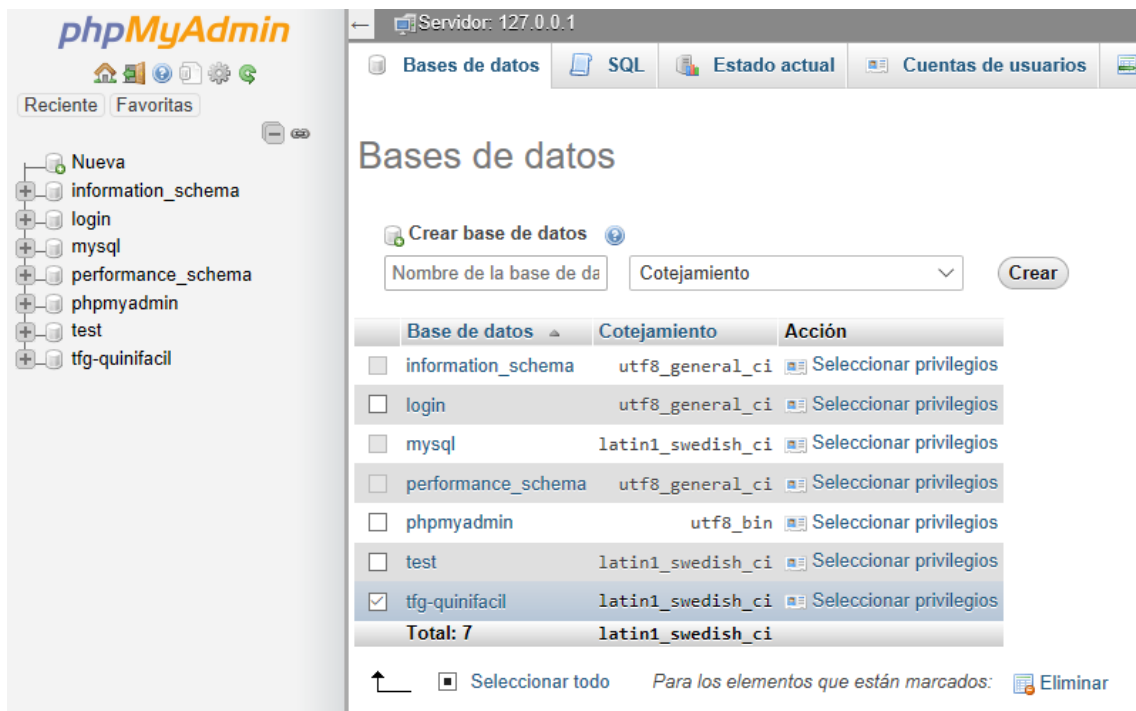 phpMyAdmin
Reciente Favoritas
Nueva
information_schema
login
mysql
performance_schema
phpmyadmin
test
tfg-quinifacil
Servidor: 127.0.0.1
Bases de datos SQL Estado actual Cuentas de usuarios
Bases de datos
Crear base de datos
Nombre de la base de da Cotejamiento Crear
Base de datos Cotejamiento Acción
information_schema utf8_general_ci Seleccionar privilegios
login utf8_general_ci Seleccionar privilegios
mysql latin1_swedish_ci Seleccionar privilegios
performance_schema utf8_general_ci Seleccionar privilegios
phpmyadmin utf8_bin Seleccionar privilegios
test latin1_swedish_ci Seleccionar privilegios
tfg-quinifacil latin1_swedish_ci Seleccionar privilegios
Total: 7 latin1_swedish_ci
Seleccionar todo Para los elementos que están marcados: Eliminar